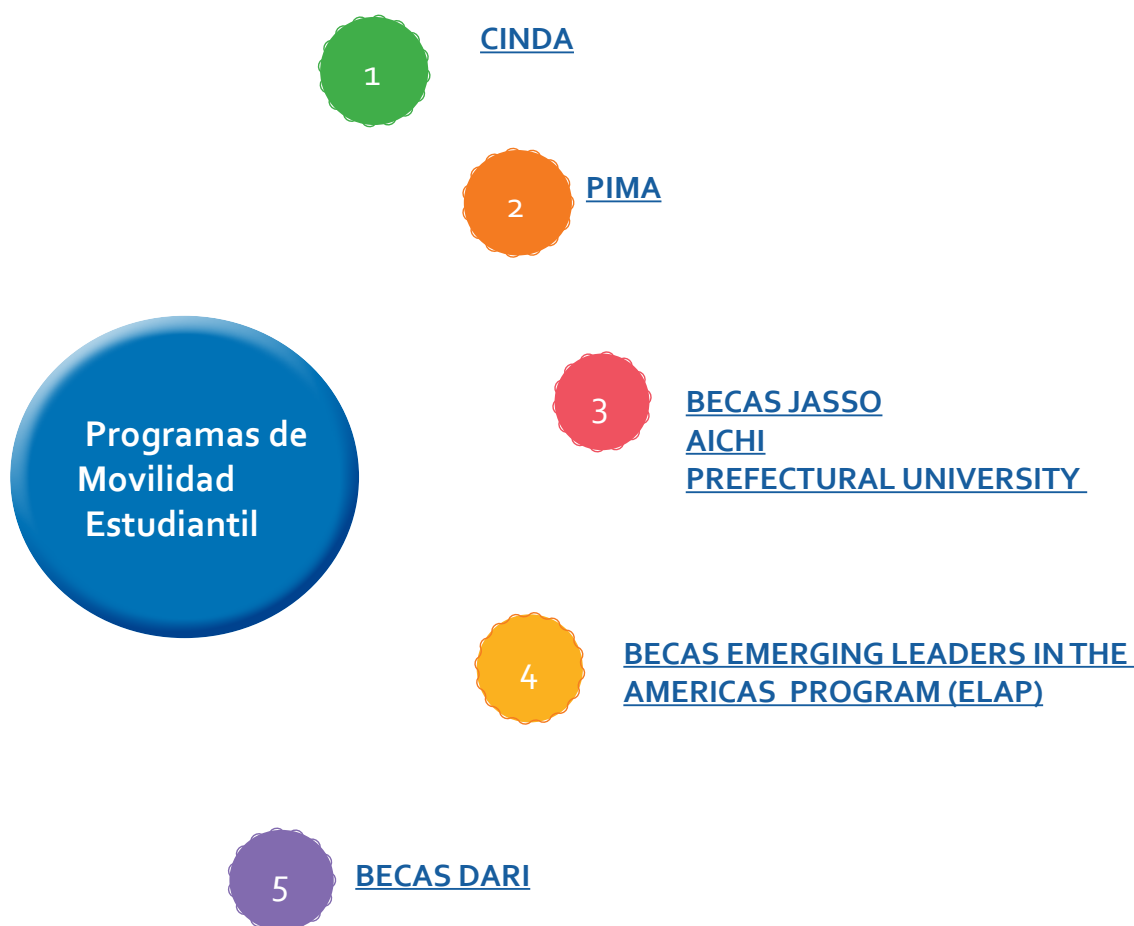 1
CINDA
2
PIMA
Programas de
Movilidad
Estudiantil
3
BECAS JASSO
AICHI
PREFECTURAL UNIVERSITY
4
BECAS EMERGING LEADERS IN THE
AMERICAS PROGRAM (ELAP)
5
BECAS DARI